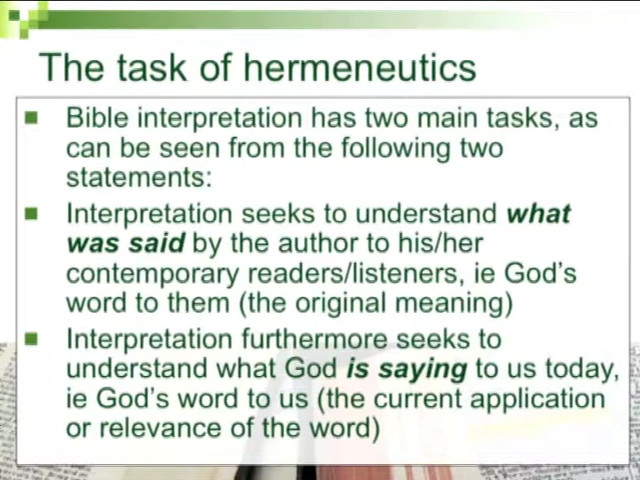 The task of hermeneutics
Bible interpretation has two main tasks, as
can be seen from the following two
statements:
Interpretation seeks to understand what
was said by the author to his/her
contemporary readers/listeners, ie God's
word to them (the original meaning)
Interpretation furthermore seeks to
understand what God is saying to us today,
ie God's word to us (the current application
or relevance of the word)